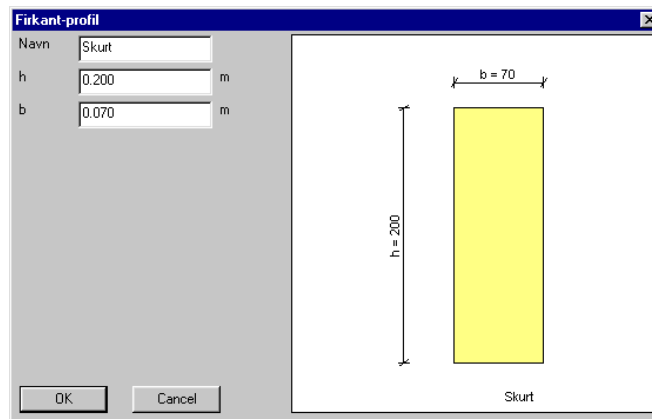 Firkant-profil
Navn Skurt
h 0.200 m
b 0.070 m
b = 70
h = 200
Skurt
OK Cancel